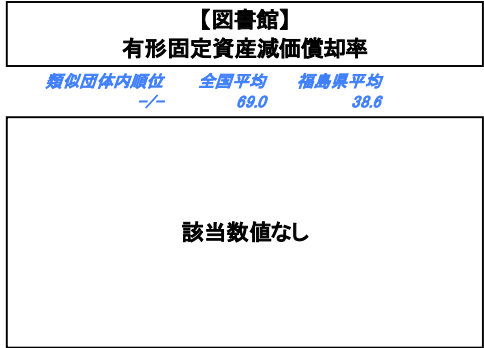 【図書館】
有形固定資産減価償却率
類似団体内順位 全国平均 福島県平均
-/- 69.0 38.6
該当数値なし